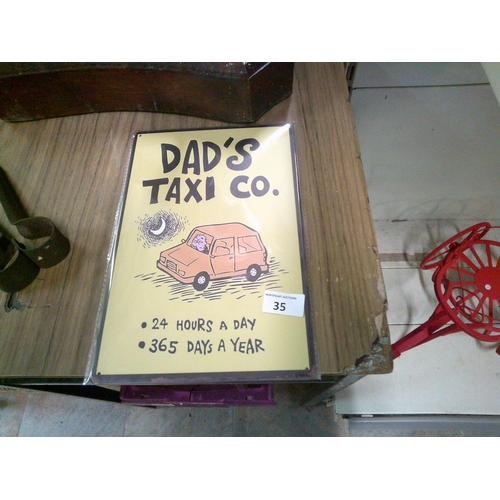 DAD'S
TAXI CO.
35
• 24 HOURS A DAY
• 365 DAYS A YEAR